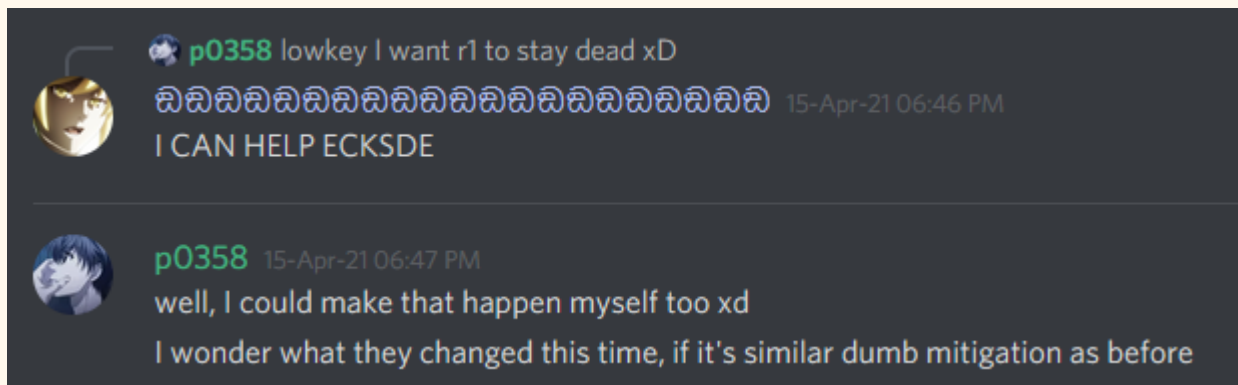 p0358 lowkey I want r1 to stay dead xD
ඞඞඞඞඞඞඞඞඞඞඞඞඞඞඞඞඞඞඞඞඞ 15-Apr-21 06:46 PM
I CAN HELP ECKSDE
p0358 15-Apr-21 06:47 PM
well, I could make that happen myself too xd
I wonder what they changed this time, if it's similar dumb mitigation as before